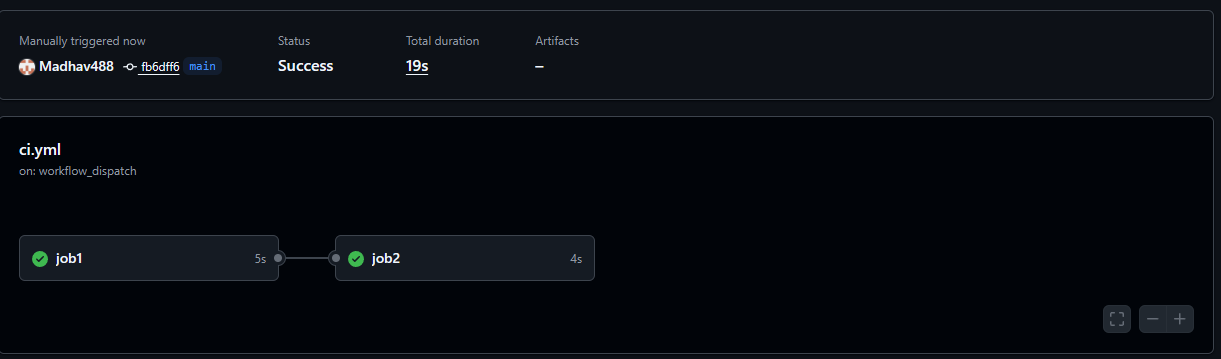 Manually triggered now Status Total duration Artifacts
Madhav488 fb6dff6 main Success 19s –
ci.yml
on: workflow_dispatch
job1 5s job2 4s